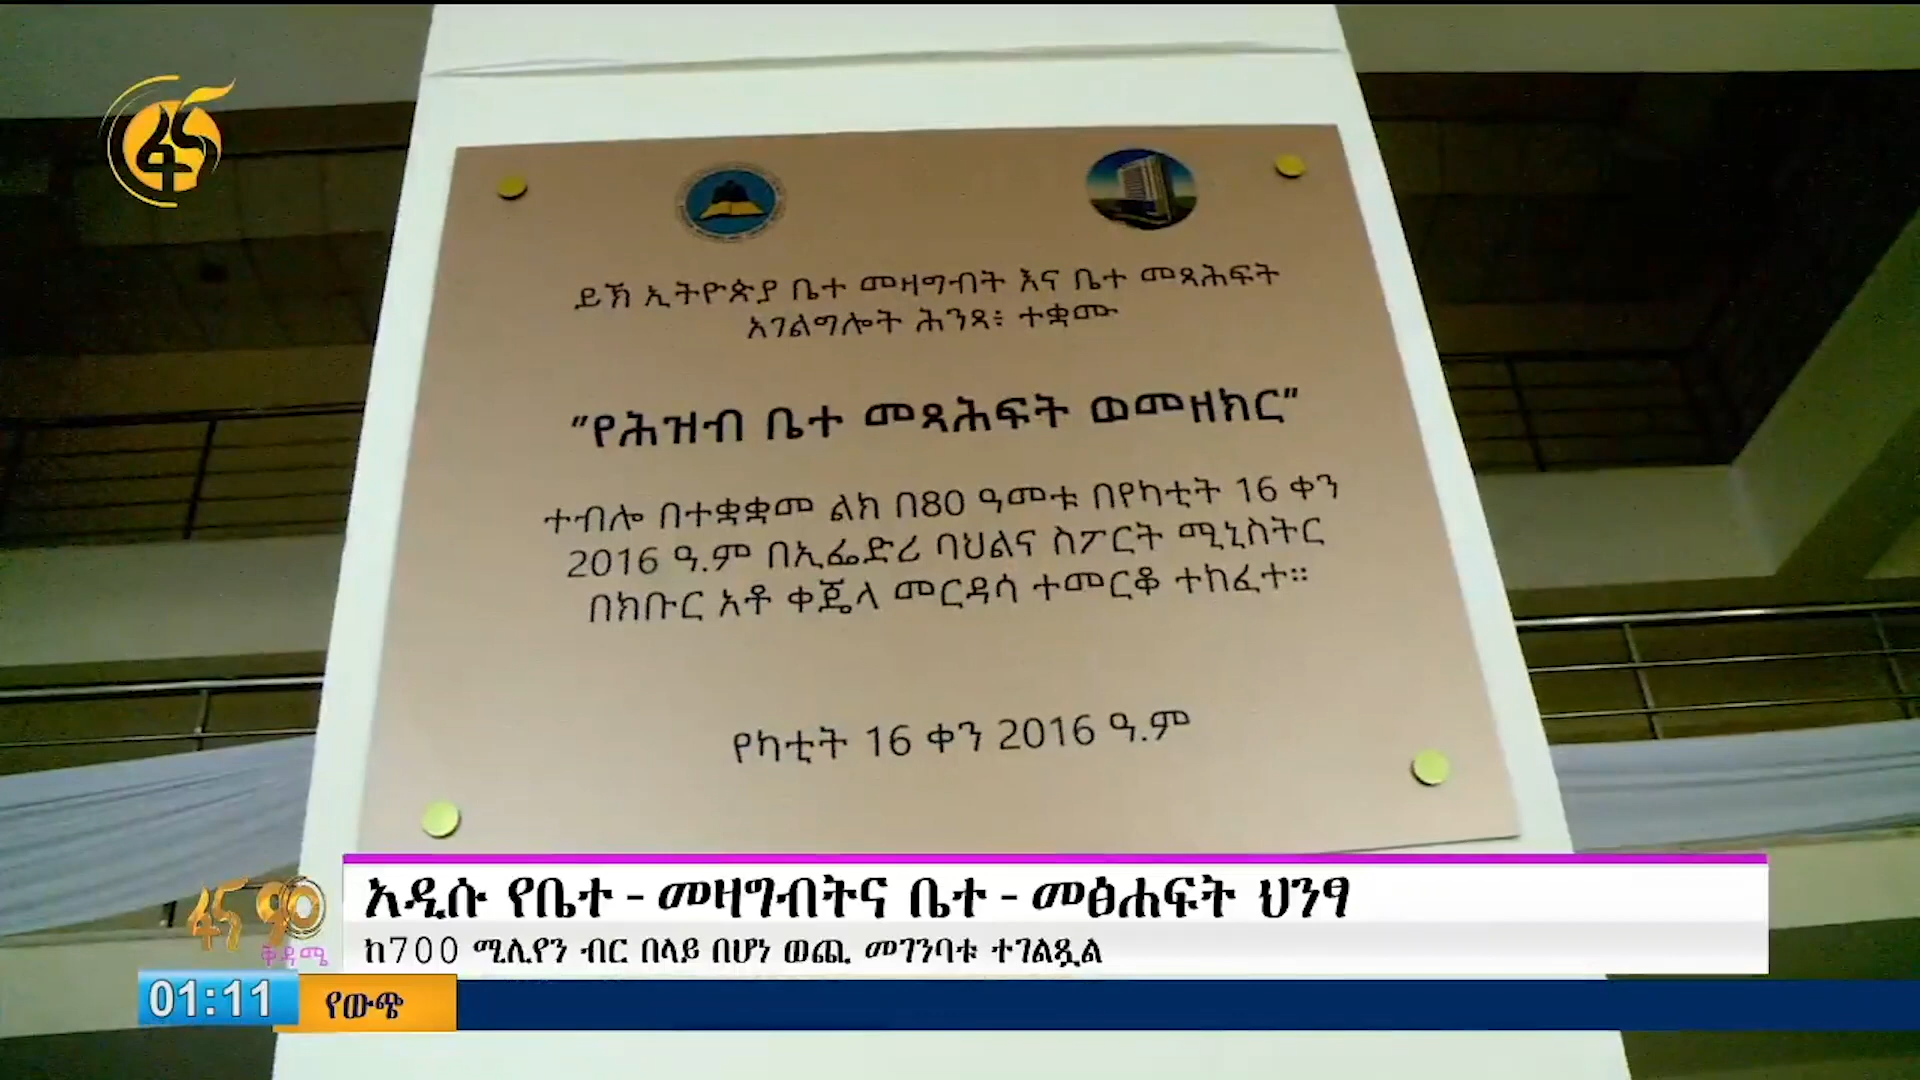 ፋና
ይኽ ኢትዮጵያ ቤተ መዛግብት እና ቤተ መጻሕፍት
አገልግሎት ሕንጻ፥ ተቋሙ
"የሕዝብ ቤተ መጻሕፍት ወመዘክር"
ተብሎ በተቋቋመ ልክ በ80 ዓመቱ በየካቲት 16 ቀን
2016 ዓ.ም በኢፌድሪ ባህልና ስፖርት ሚኒስትር
በክቡር አቶ ቀጄላ መርዳሳ ተመርቆ ተከፈተ።
የካቲት 16 ቀን 2016 ዓ.ም
ፋና 90
ቅዳሜ
አዲሱ የቤተ - መዛግብትና ቤተ - መፅሐፍት ህንፃ
ከ700 ሚሊየን ብር በላይ በሆነ ወጪ መገንባቱ ተገልጿል
01:11 የውጭ